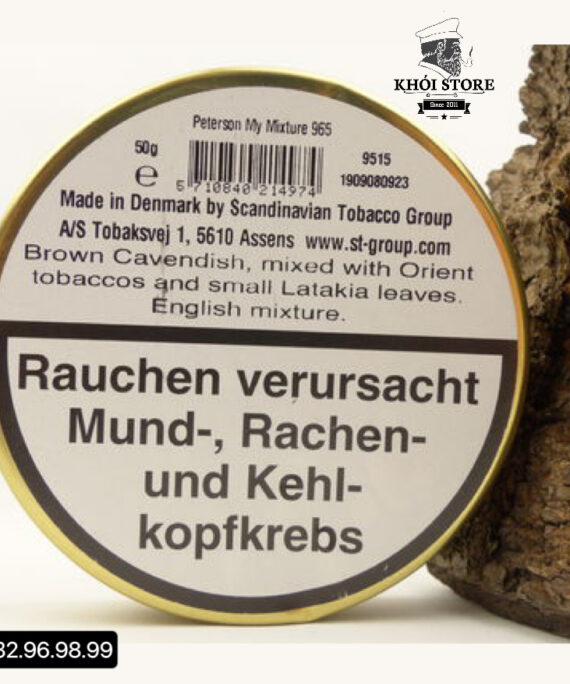 KHÓI STORE
Since 2011
Peterson My Mixture 965
50g
e
5 710840 214974
9515
1909080923
Made in Denmark by Scandinavian Tobacco Group
A/S Tobaksvej 1, 5610 Assens www.st-group.com
Brown Cavendish, mixed with Orient
tobaccos and small Latakia leaves.
English mixture.
Rauchen verursacht
Mund-, Rachen-
und Kehl-
kopfkrebs
32.96.98.99